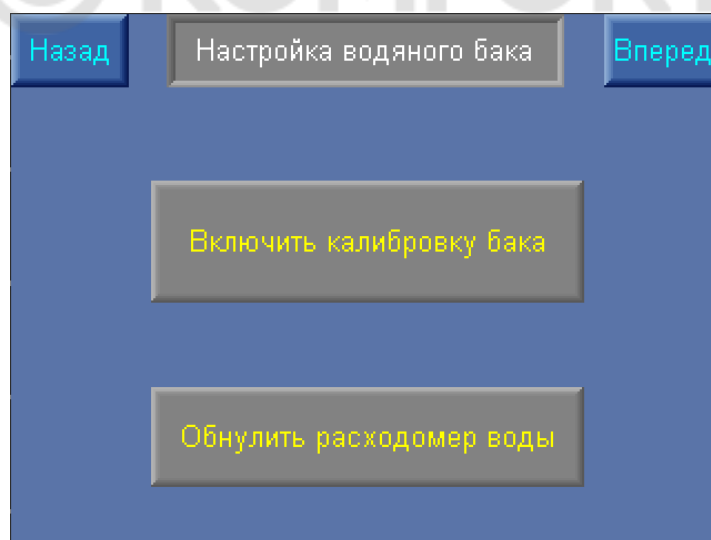 Назад
Настройка водяного бака
Вперед
Включить калибровку бака
Обнулить расходомер воды